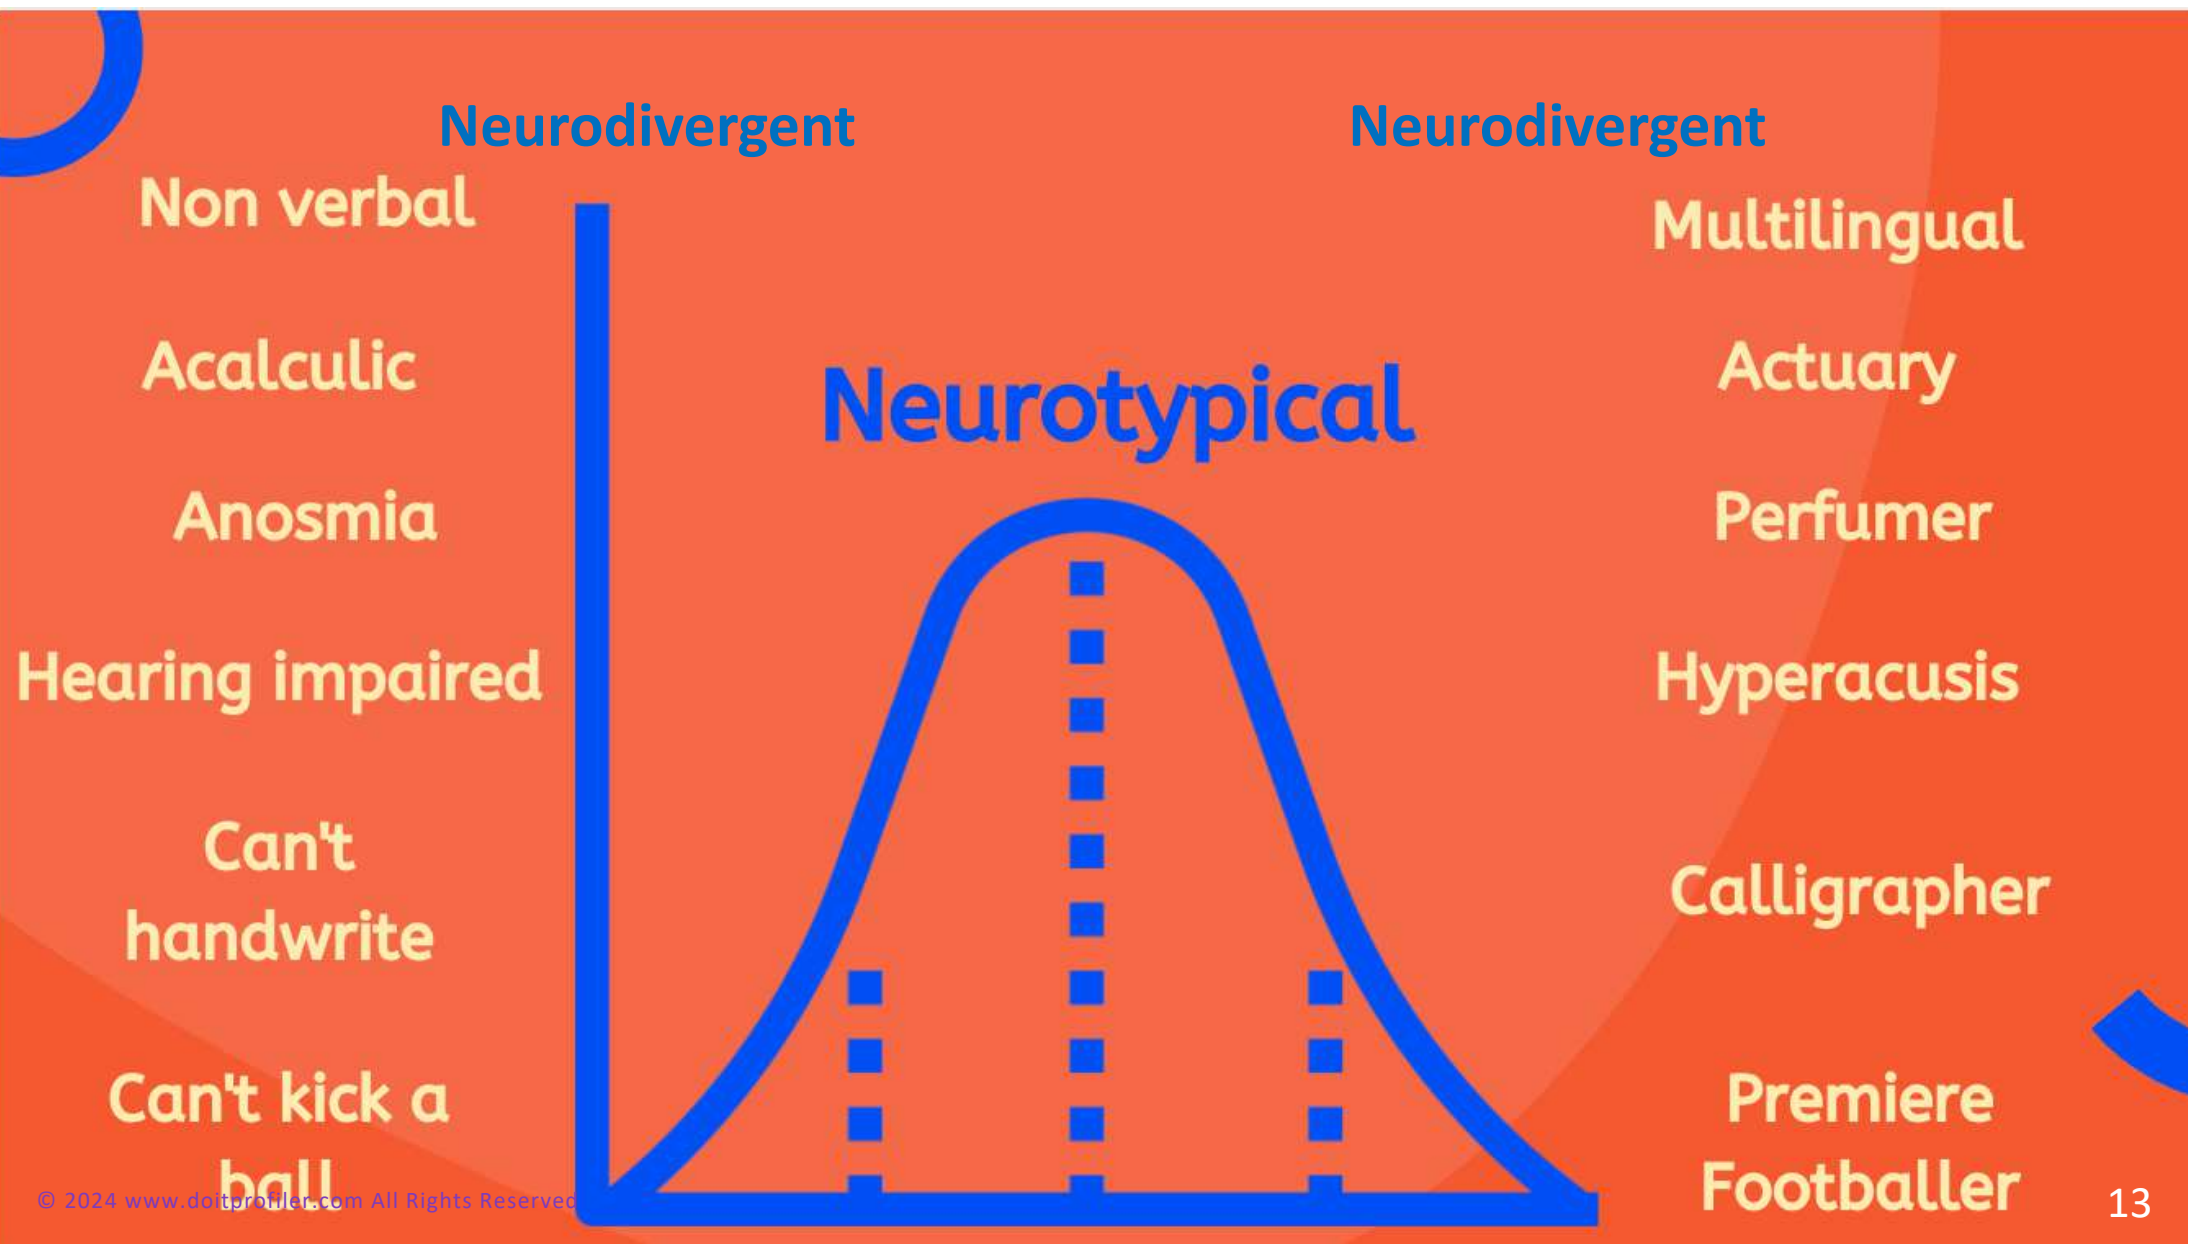 Neurodivergent
Neurodivergent
Non verbal
Multilingual
Acalculic
Actuary
Neurotypical
Anosmia
Perfumer
Hearing impaired
Hyperacusis
Can't
handwrite
Calligrapher
Can't kick a
ball
Premiere
Footballer
© 2024 www.doitprofiler.com All Rights Reserved
13